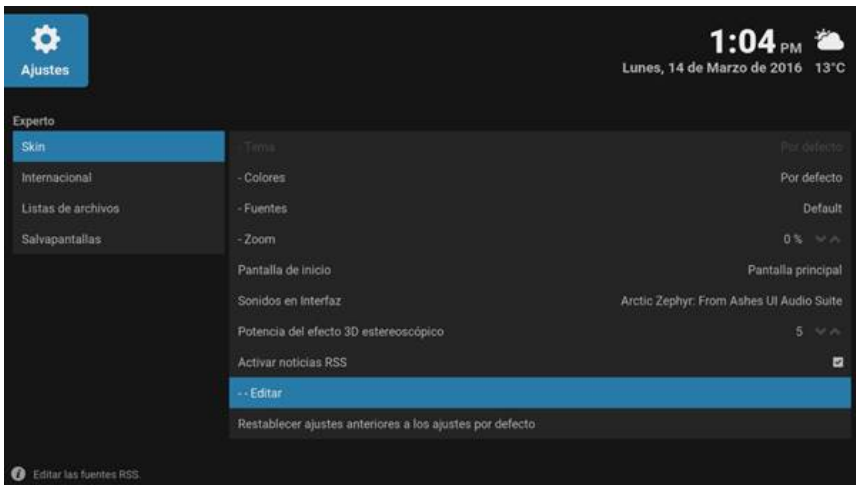 Ajustes
1:04 PM
Lunes, 14 de Marzo de 2016 13°C
Experto
Skin
Internacional
Listas de archivos
Salvapantallas
- Tema Por defecto
- Colores Por defecto
- Fuentes Default
- Zoom 0 %
Pantalla de inicio Pantalla principal
Sonidos en Interfaz Arctic Zephyr: From Ashes UI Audio Suite
Potencia del efecto 3D estereoscópico 5
Activar noticias RSS
- - Editar
Restablecer ajustes anteriores a los ajustes por defecto
Editar las fuentes RSS.